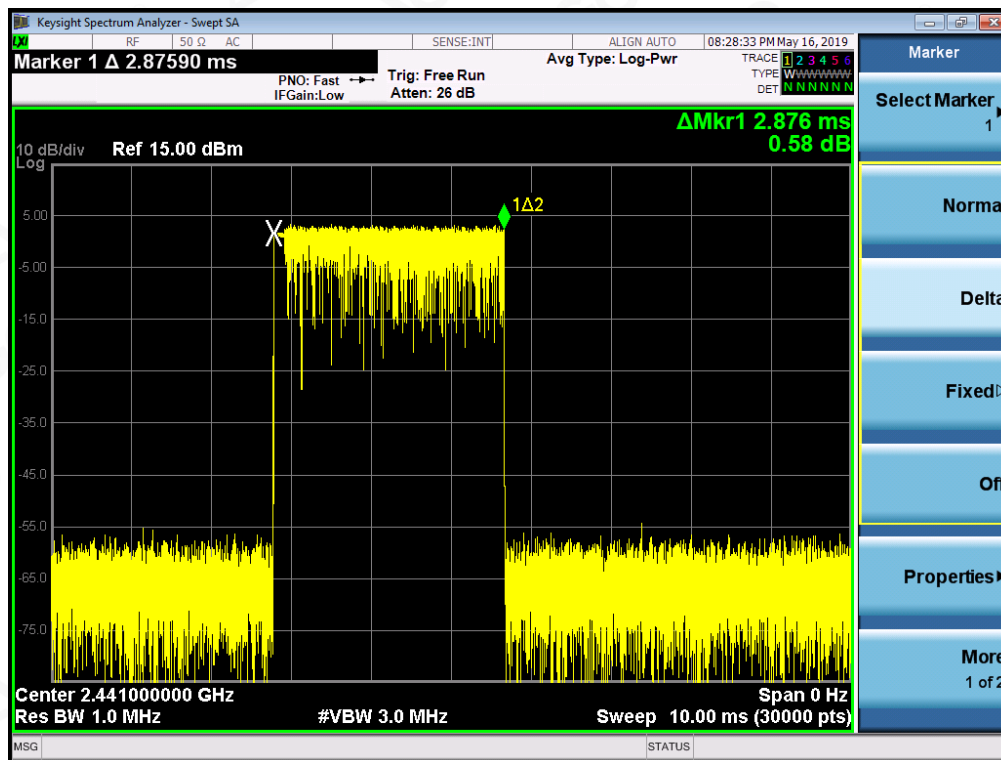 Keysight Spectrum Analyzer - Swept SA
LXI RF 50 Ω AC SENSE:INT ALIGN AUTO 08:28:33 PM May 16, 2019
Marker 1 Δ 2.87590 ms
PNO: Fast
IFGain:Low
Trig: Free Run
Atten: 26 dB
Avg Type: Log-Pwr
TRACE 1 2 3 4 5 6
TYPE WWWWWW
DET N N N N N N
ΔMkr1 2.876 ms
0.58 dB
10 dB/div Ref 15.00 dBm
Log
5.00
-5.00
-15.0
-25.0
-35.0
-45.0
-55.0
-65.0
-75.0
X
1Δ2
Center 2.441000000 GHz Span 0 Hz
Res BW 1.0 MHz #VBW 3.0 MHz Sweep 10.00 ms (30000 pts)
MSG STATUS
Marker
Select Marker
1
Norma
Delta
Fixed
Off
Properties
More
1 of 2